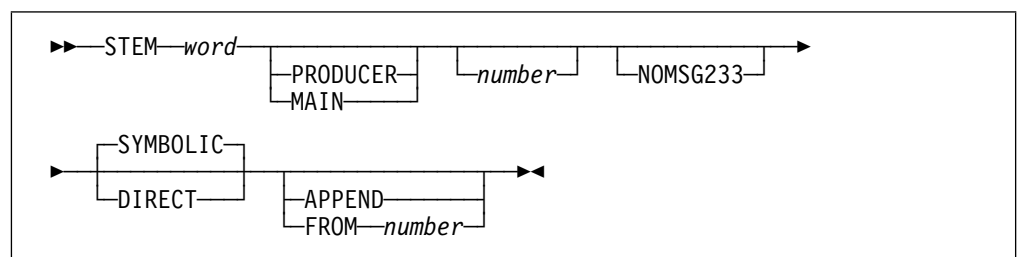 ►►──STEM──word──┬──────────┬──┬────────┬──┬──────────┬──►
├─PRODUCER─┤ └─number─┘ └─NOMSG233─┘
└─MAIN─────┘
┌─SYMBOLIC─┐
►──┼──────────┼──┬──────────────┬──►◄
└─DIRECT───┘ ├─APPEND───────┤
└─FROM──number─┘